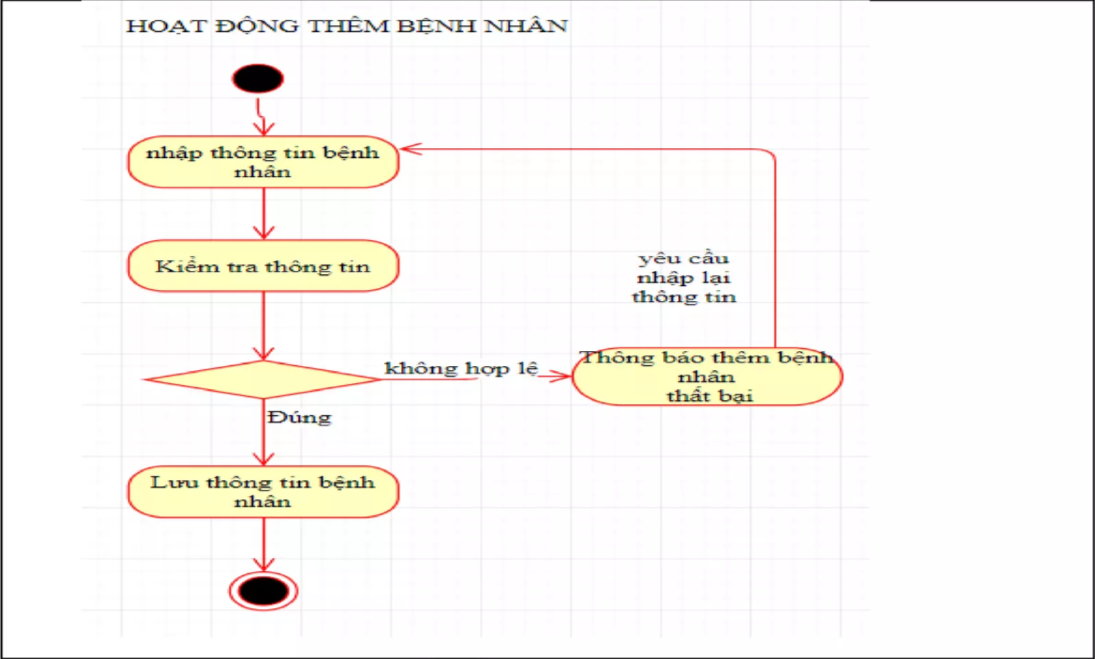 HOẠT ĐỘNG THÊM BỆNH NHÂN
nhập thông tin bệnh
nhân
Kiểm tra thông tin
yêu cầu
nhập lại
thông tin
không hợp lệ
Thông báo thêm bệnh
nhân
thất bại
Đúng
Lưu thông tin bệnh
nhân